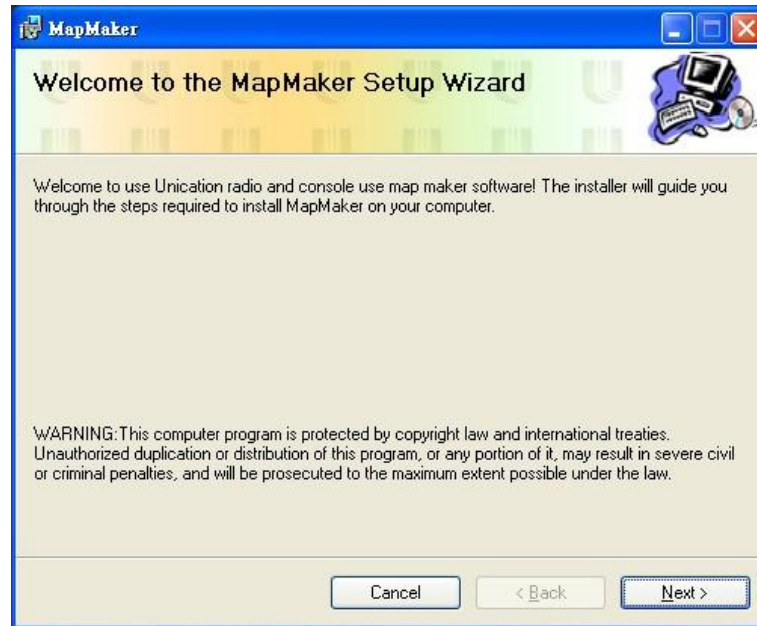 MapMaker
Welcome to the MapMaker Setup Wizard
Welcome to use Unication radio and console use map maker software! The installer will guide you
through the steps required to install MapMaker on your computer.
WARNING:This computer program is protected by copyright law and international treaties.
Unauthorized duplication or distribution of this program, or any portion of it, may result in severe civil
or criminal penalties, and will be prosecuted to the maximum extent possible under the law.
Cancel
< Back
Next >